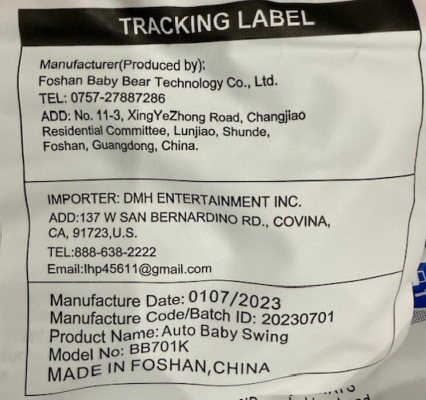 TRACKING LABEL
Manufacturer(Produced by):
Foshan Baby Bear Technology Co., Ltd.
TEL: 0757-27887286
ADD: No. 11-3, XingYeZhong Road, Changjiao
Residential Committee, Lunjiao, Shunde,
Foshan, Guangdong, China.
IMPORTER: DMH ENTERTAINMENT INC.
ADD:137 W SAN BERNARDINO RD., COVINA,
CA, 91723,U.S.
TEL:888-638-2222
Email:lhp45611@gmail.com
Manufacture Date: 0107/2023
Manufacture Code/Batch ID: 20230701
Product Name: Auto Baby Swing
Model No: BB701K
MADE IN FOSHAN,CHINA